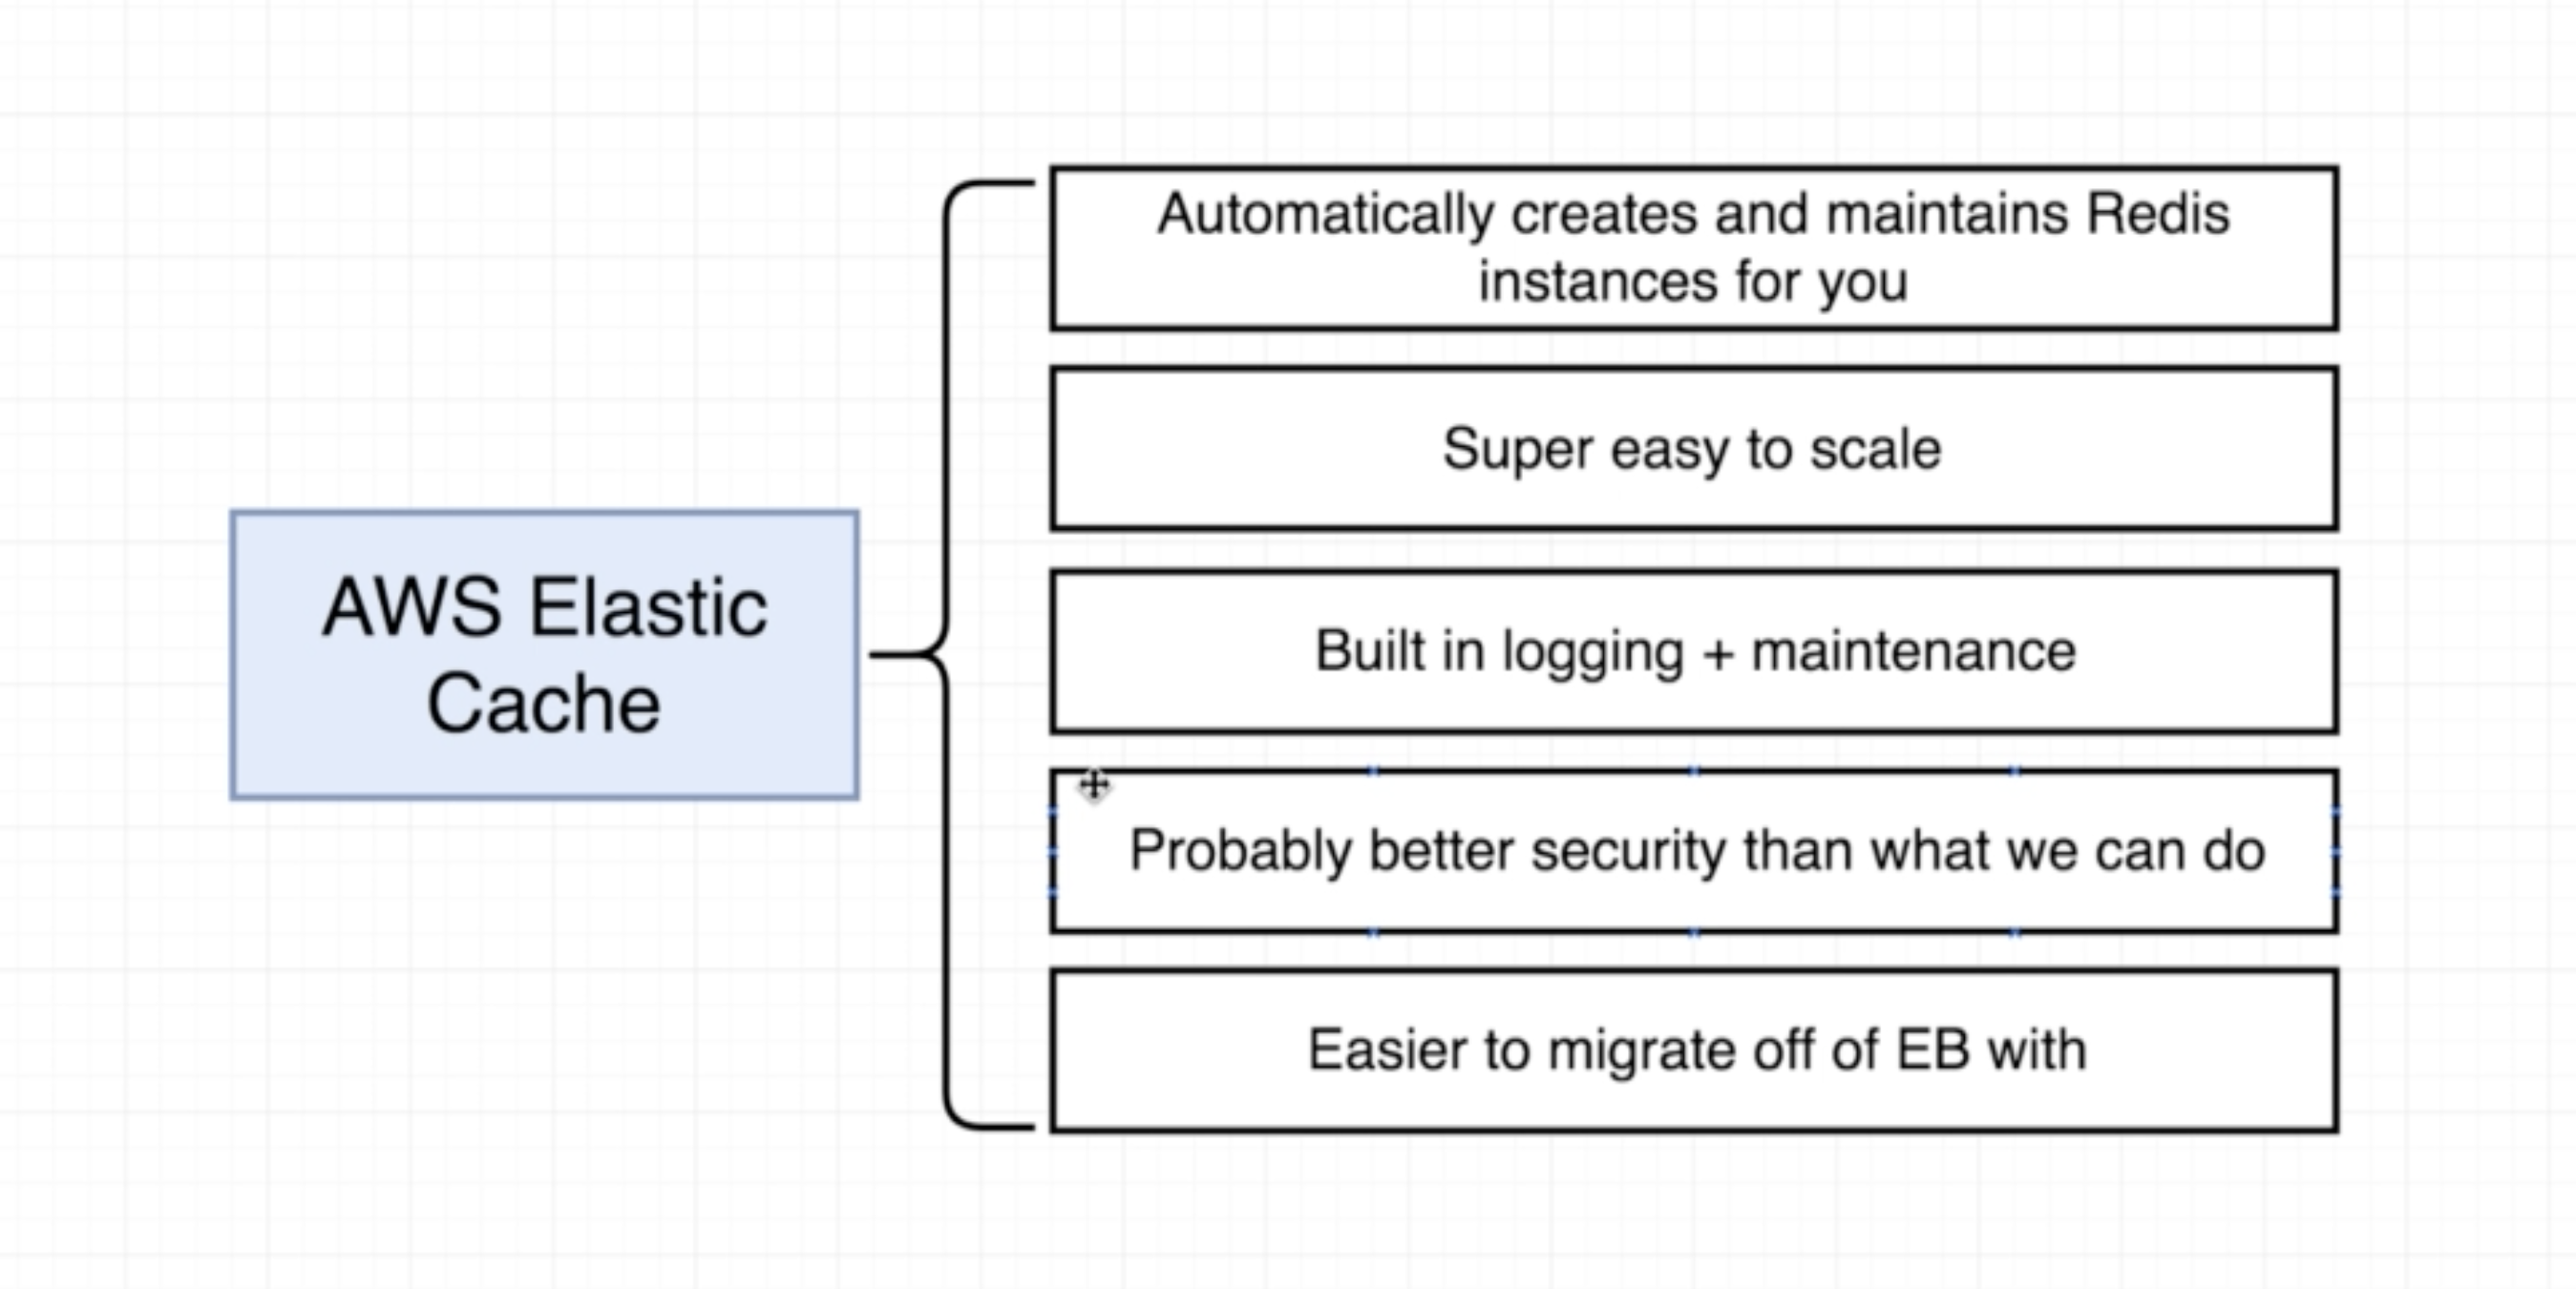 AWS Elastic
Cache
Automatically creates and maintains Redis
instances for you
Super easy to scale
Built in logging + maintenance
Probably better security than what we can do
Easier to migrate off of EB with